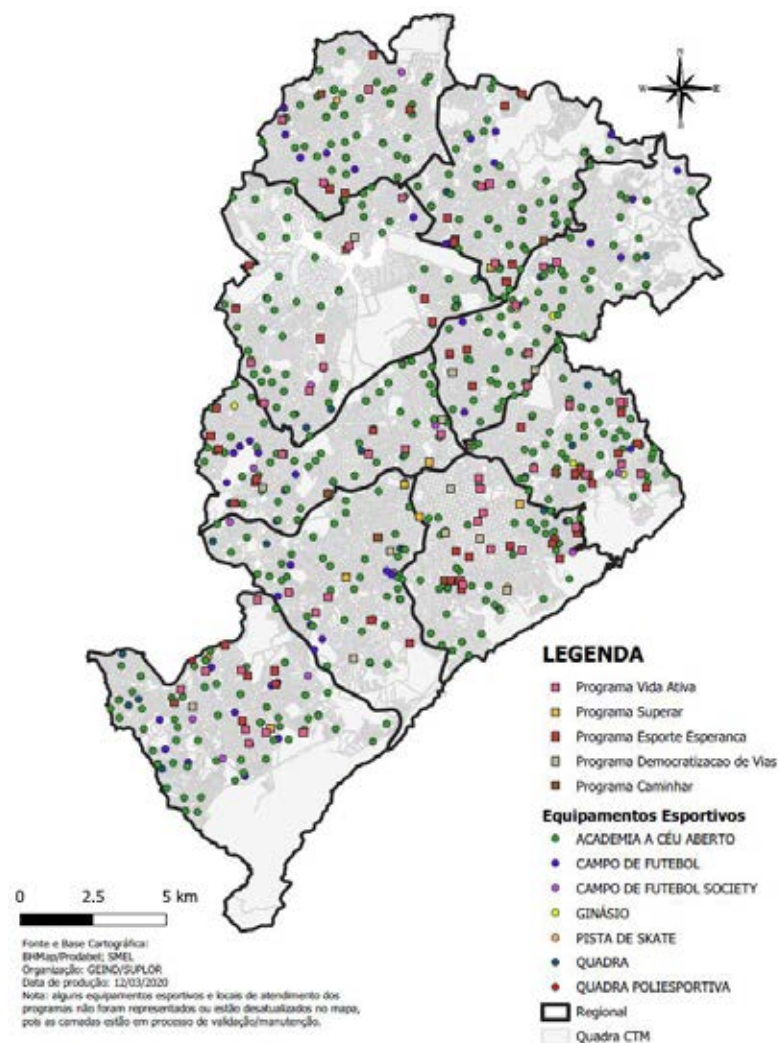 N
W
E
S
LEGENDA
Programa Vida Ativa
Programa Superar
Programa Esporte Esperanca
Programa Democratizacao de Vias
Programa Caminhar
Equipamentos Esportivos
ACADEMIA A CÉU ABERTO
CAMPO DE FUTEBOL
CAMPO DE FUTEBOL SOCIETY
GINÁSIO
PISTA DE SKATE
QUADRA
QUADRA POLIESPORTIVA
Regional
Quadra CTM
0 2.5 5 km
Fonte e Base Cartográfica:
BHMap/Prodabel; SMEL
Organização: GEIND/SUPLOR
Data de produção: 12/03/2020
Nota: alguns equipamentos esportivos e locais de atendimento dos
programas não foram representados ou estão desatualizados no mapa,
pois as camadas estão em processo de validação/manutenção.